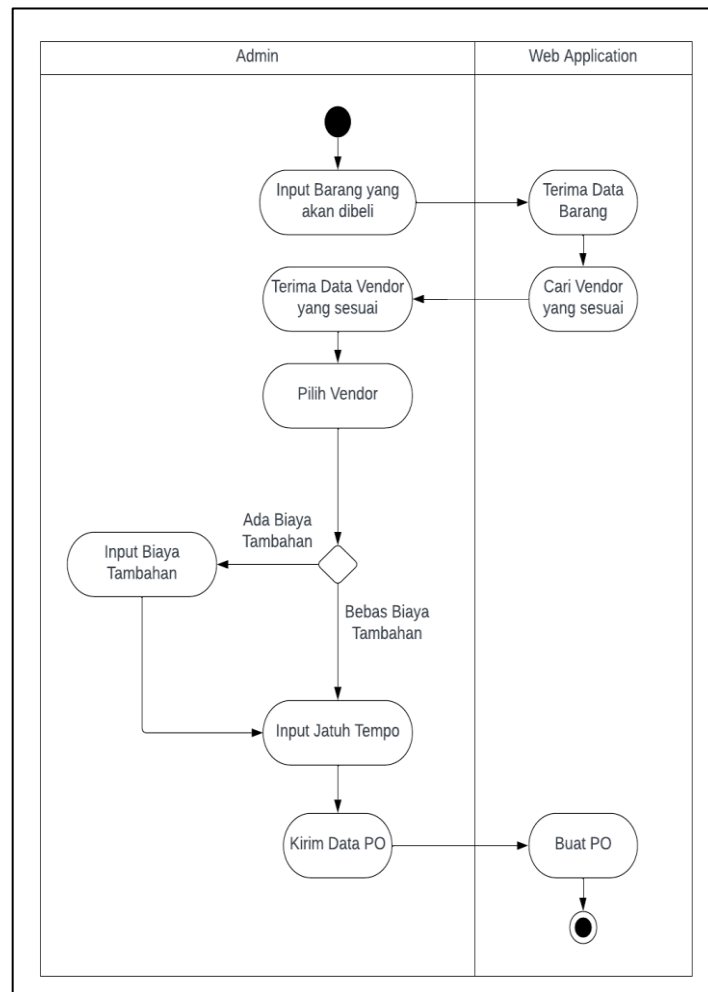 Admin
Web Application
Input Barang yang
akan dibeli
Terima Data
Barang
Terima Data Vendor
yang sesuai
Cari Vendor
yang sesuai
Pilih Vendor
Ada Biaya
Tambahan
Input Biaya
Tambahan
Bebas Biaya
Tambahan
Input Jatuh Tempo
Kirim Data PO
Buat PO